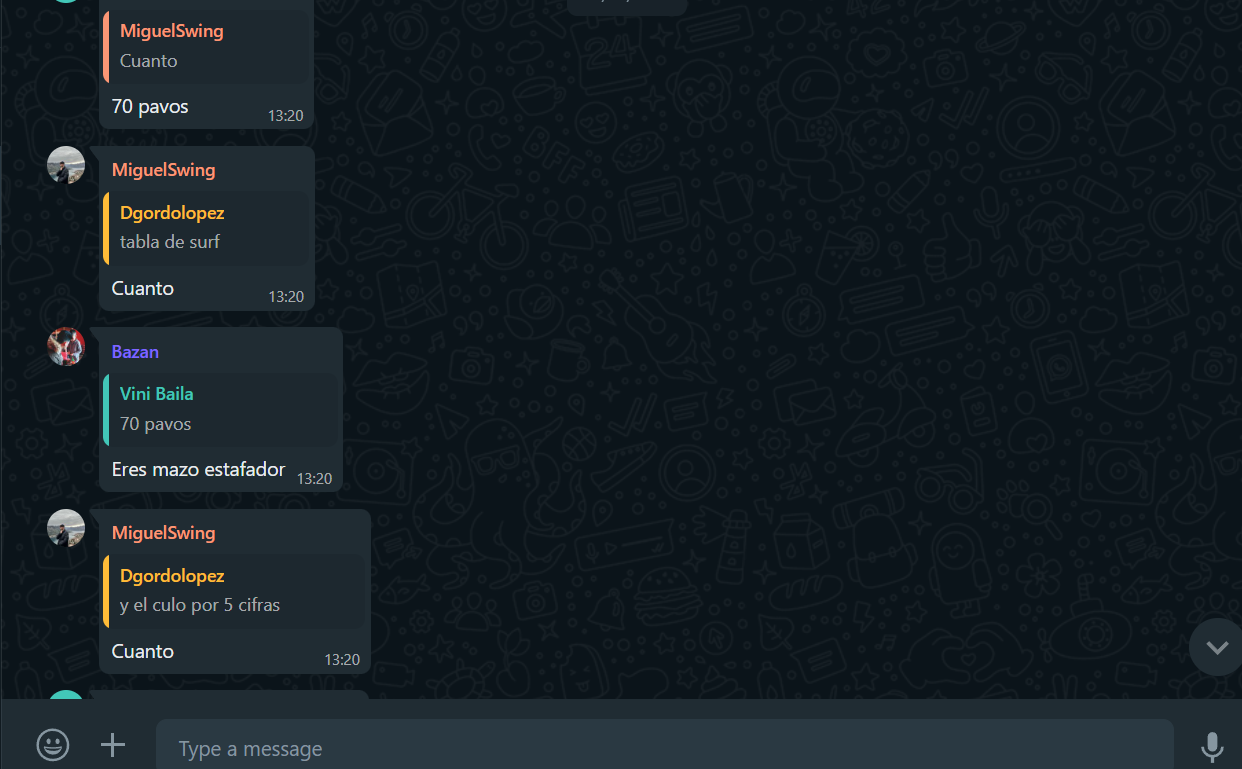 MiguelSwing
Cuanto
70 pavos
13:20
MiguelSwing
Dgordolopez
tabla de surf
Cuanto
13:20
Bazan
Vini Baila
70 pavos
Eres mazo estafador
13:20
MiguelSwing
Dgordolopez
y el culo por 5 cifras
Cuanto
13:20
Type a message